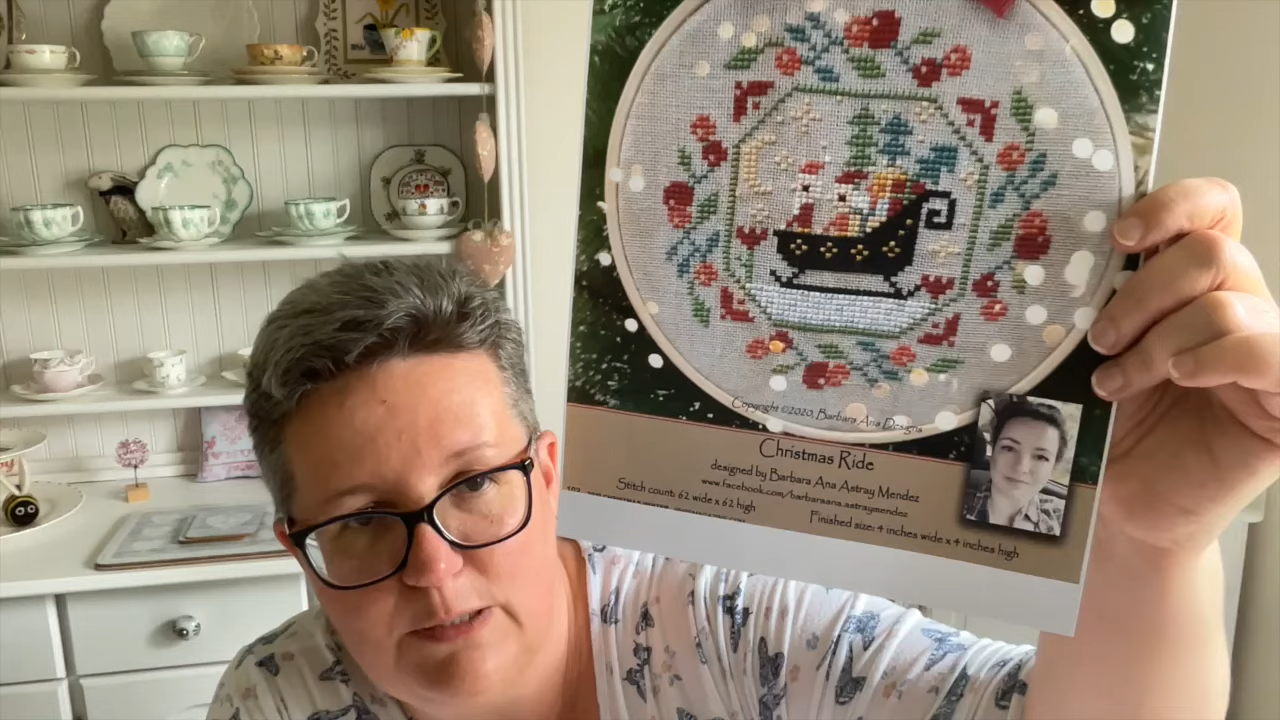 Copyright ©2020, Barbara Ana Designs
Christmas Ride
designed by Barbara Ana Astray Mendez
www.facebook.com/barbaraana.astraymendez
Stitch count: 62 wide x 62 high
Finished size: 4 inches wide x 4 inches high